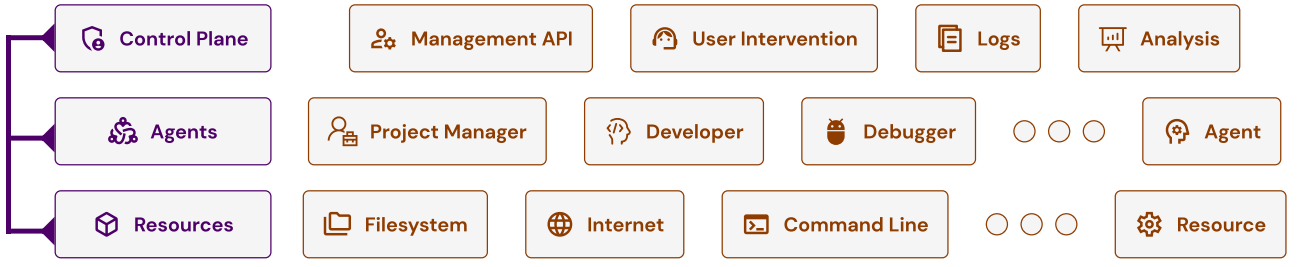 Control Plane
Management API
User Intervention
Logs
Analysis
Agents
Project Manager
Developer
Debugger
Agent
Resources
Filesystem
Internet
Command Line
Resource